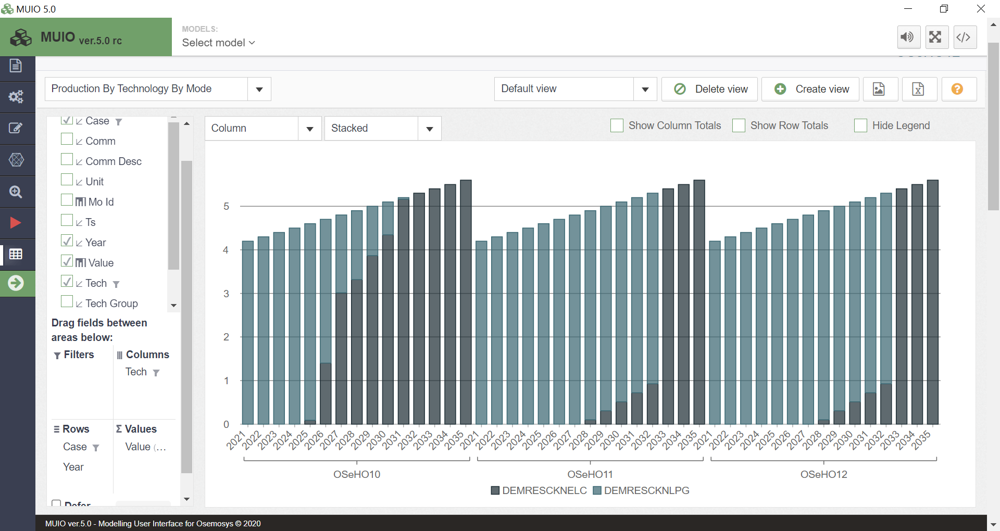 MUIO 5.0
MUIO ver.5.0 rc
MODELS:
Select model
Production By Technology By Mode
Default view
Delete view
Create view
Case
Comm
Comm Desc
Unit
Mo Id
Ts
Year
Value
Tech
Tech Group
Drag fields between
areas below:
Filters
Columns
Tech
Rows
Σ Values
Case
Value (...
Year
Defer
Column
Stacked
Show Column Totals
Show Row Totals
Hide Legend
5
4
3
2
1
0
2021 2022 2023 2024 2025 2026 2027 2028 2029 2030 2031 2032 2033 2034 2035 2021 2022 2023 2024 2025 2026 2027 2028 2029 2030 2031 2032 2033 2034 2035 2021 2022 2023 2024 2025 2026 2027 2028 2029 2030 2031 2032 2033 2034 2035
OSeHO10 OSeHO11 OSeHO12
DEMRESCKNELC DEMRESCKNLPG
MUIO ver.5.0 - Modelling User Interface for Osemosys © 2020